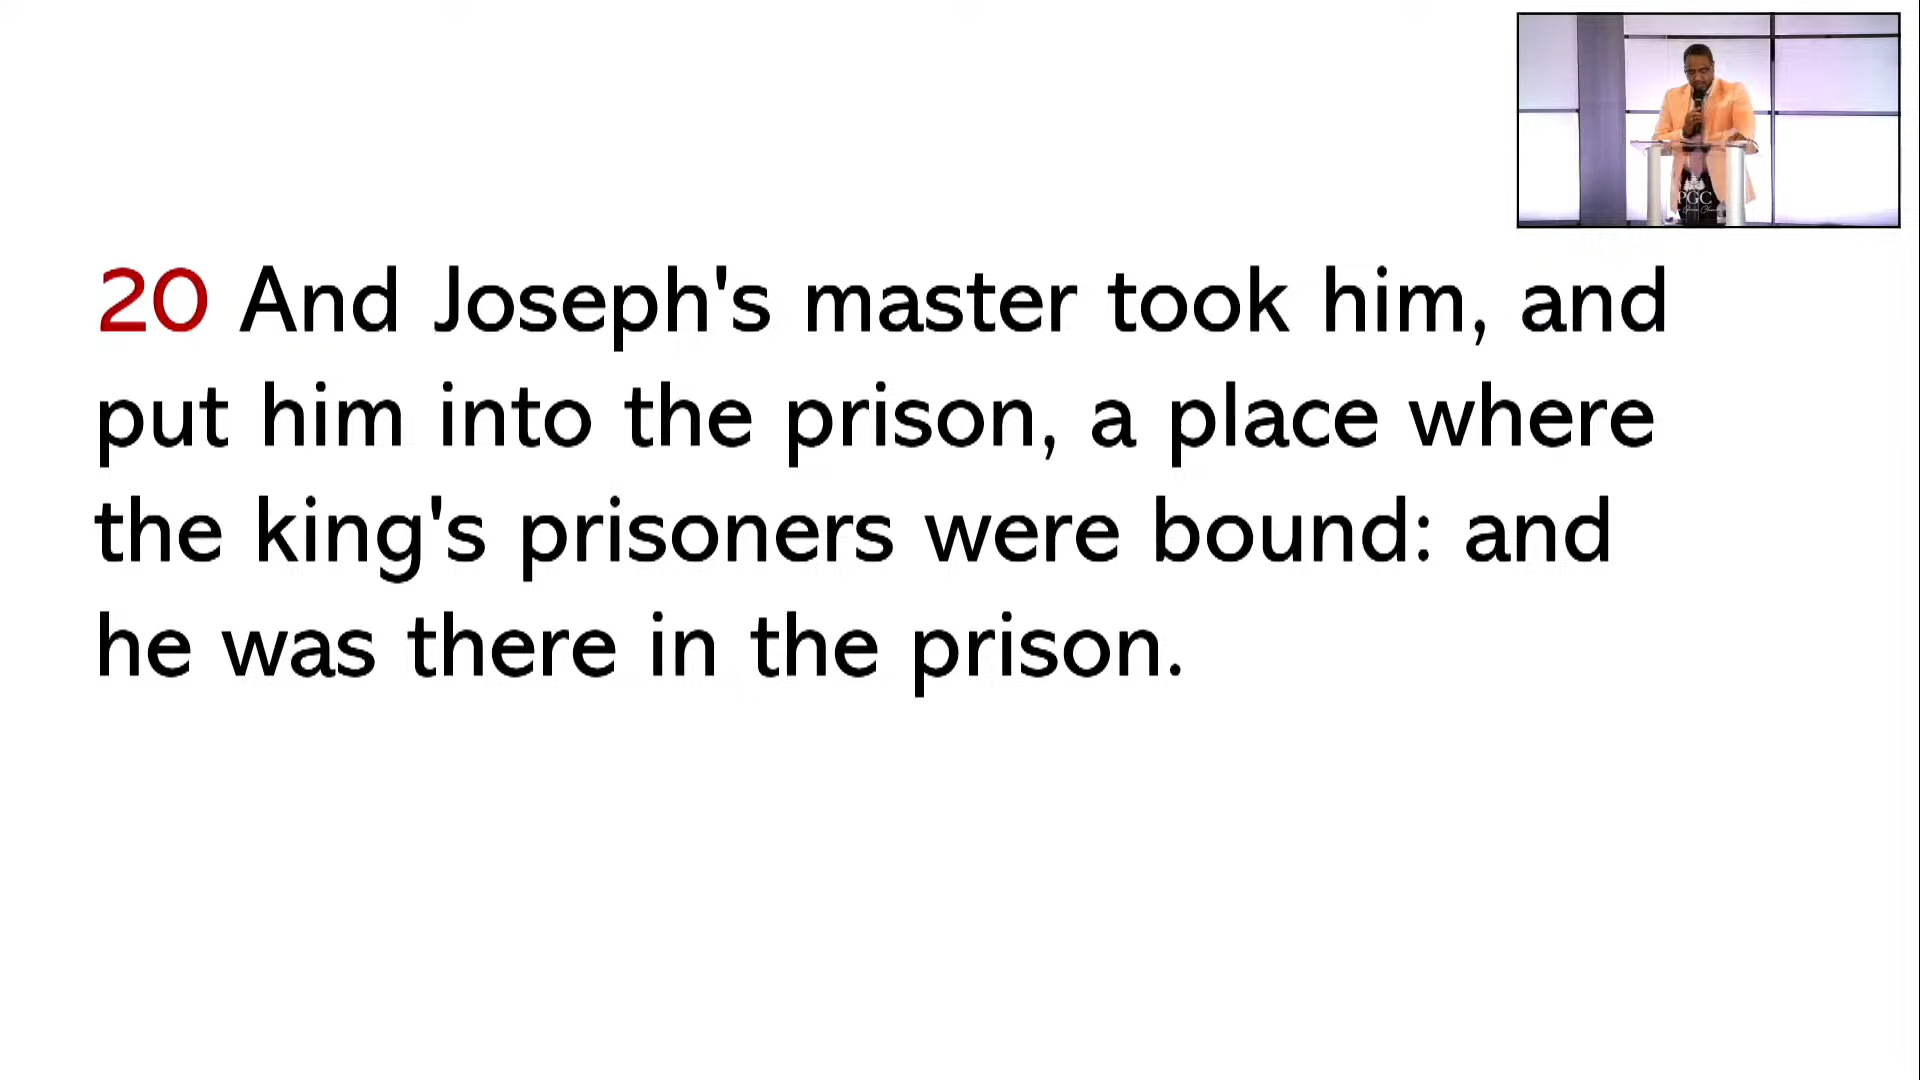 20 And Joseph's master took him, and
put him into the prison, a place where
the king's prisoners were bound: and
he was there in the prison.
PGC